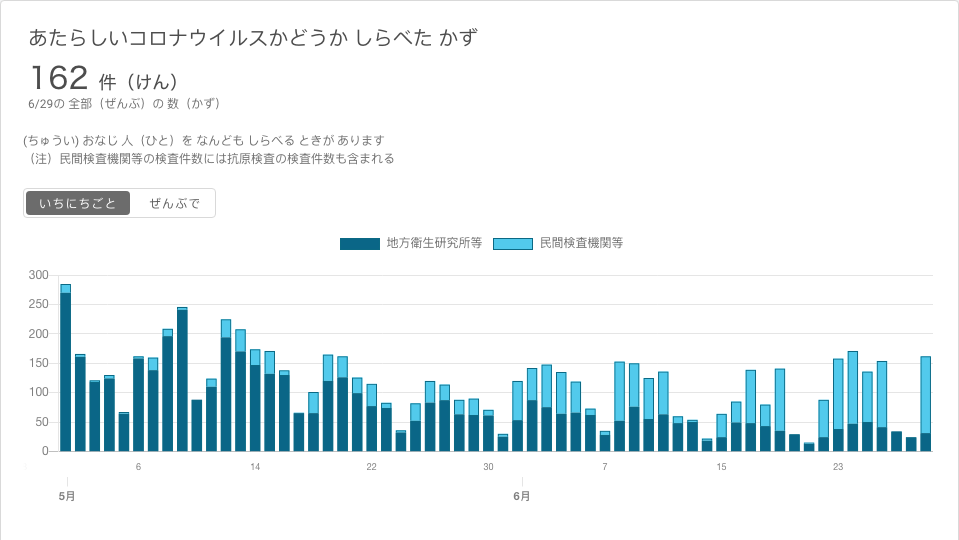 あたらしいコロナウイルスかどうか しらべた かず
162 件（けん）
6/29の 全部（ぜんぶ）の 数（かず）
(ちゅうい) おなじ 人（ひと）を なんども しらべる ときが あります
（注）民間検査機関等の検査件数には抗原検査の検査件数も含まれる
いちにちごと ぜんぶで
地方衛生研究所等 民間検査機関等
300
250
200
150
100
50
0
6 14 22 30 7 15 23
5月 6月